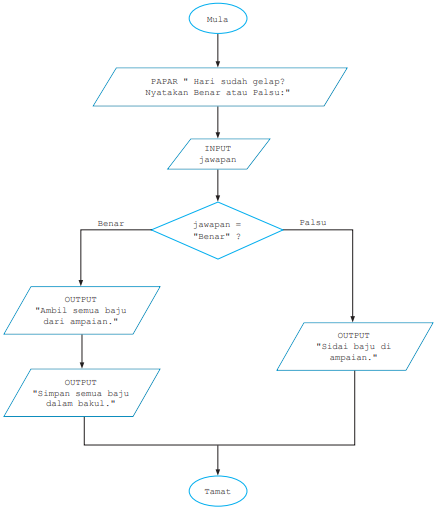 Mula
PAPAR " Hari sudah gelap?
Nyatakan Benar atau Palsu:"
INPUT
jawapan
jawapan =
"Benar" ?
Benar
Palsu
OUTPUT
"Ambil semua baju
dari ampaian."
OUTPUT
"Sidai baju di
ampaian."
OUTPUT
"Simpan semua baju
dalam bakul."
Tamat